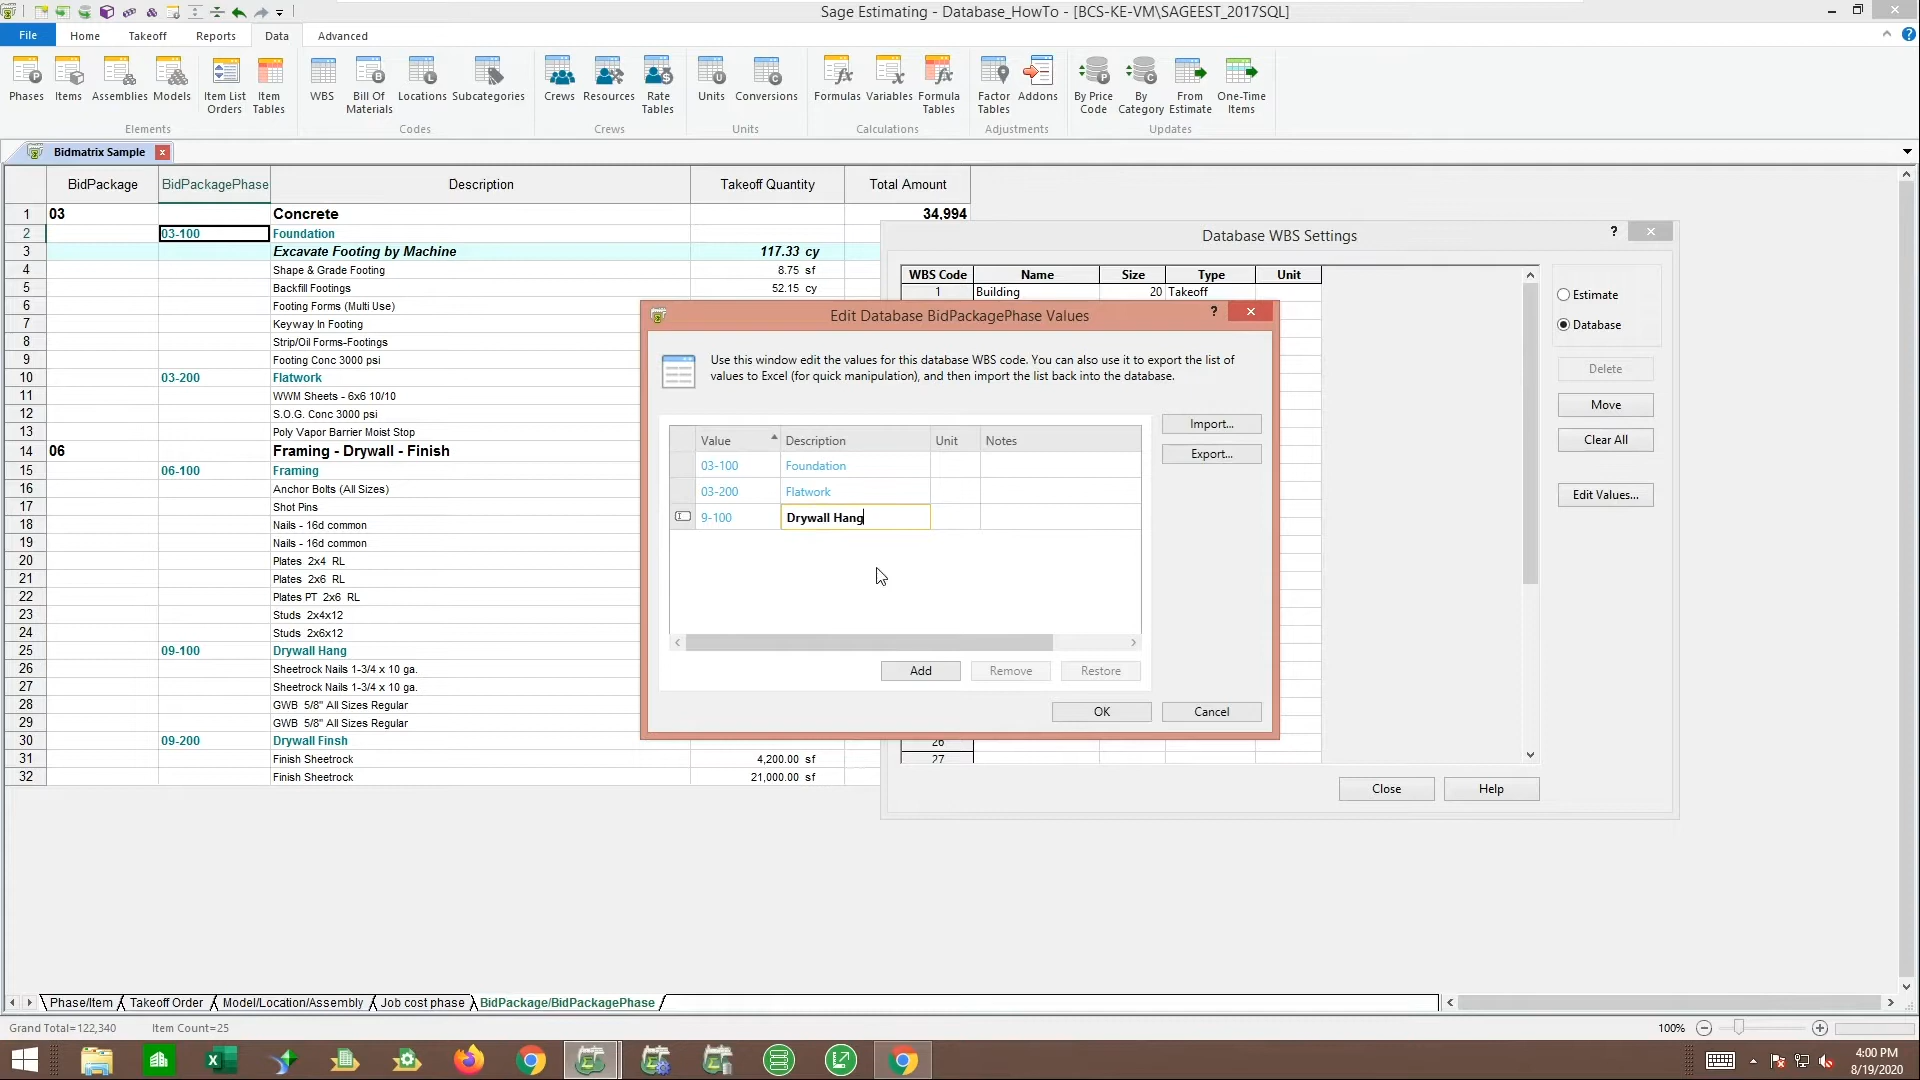 Sage Estimating - Database_HowTo - [BCS-KE-VM\SAGEEST_2017SQL]
File Home Takeoff Reports Data Advanced
Phases Items Assemblies Models Item List Orders Item Tables WBS Bill Of Materials Locations Subcategories Crews Resources Rate Tables Units Conversions Formulas Variables Formula Tables Factor Tables Addons By Price Code By Category From Estimate One-Time Items
Elements Codes Crews Units Calculations Adjustments Updates
Bidmatrix Sample
BidPackage BidPackagePhase Description Takeoff Quantity Total Amount
1 03 Concrete 34,994
2 03-100 Foundation
3 Excavate Footing by Machine 117.33 cy
4 Shape & Grade Footing 8.75 sf
5 Backfill Footings 52.15 cy
6 Footing Forms (Multi Use)
7 Keyway In Footing
8 Strip/Oil Forms-Footings
9 Footing Conc 3000 psi
10 03-200 Flatwork
11 WWM Sheets - 6x6 10/10
12 S.O.G. Conc 3000 psi
13 Poly Vapor Barrier Moist Stop
14 06 Framing - Drywall - Finish
15 06-100 Framing
16 Anchor Bolts (All Sizes)
17 Shot Pins
18 Nails - 16d common
19 Nails - 16d common
20 Plates 2x4 RL
21 Plates 2x6 RL
22 Plates PT 2x6 RL
23 Studs 2x4x12
24 Studs 2x6x12
25 09-100 Drywall Hang
26 Sheetrock Nails 1-3/4 x 10 ga.
27 Sheetrock Nails 1-3/4 x 10 ga.
28 GWB 5/8" All Sizes Regular
29 GWB 5/8" All Sizes Regular
30 09-200 Drywall Finsh
31 Finish Sheetrock 4,200.00 sf
32 Finish Sheetrock 21,000.00 sf
Database WBS Settings ?
WBS Code Name Size Type Unit
1 Building 20 Takeoff
26
27
Estimate
Database
Delete
Move
Clear All
Edit Values...
Close Help
Edit Database BidPackagePhase Values ?
Use this window edit the values for this database WBS code. You can also use it to export the list of
values to Excel (for quick manipulation), and then import the list back into the database.
Value Description Unit Notes
03-100 Foundation
03-200 Flatwork
9-100 Drywall Hang
Import...
Export...
Add Remove Restore
OK Cancel
Phase/Item Takeoff Order Model/Location/Assembly Job cost phase BidPackage/BidPackagePhase
Grand Total=122,340 Item Count=25 100%
4:00 PM
8/19/2020